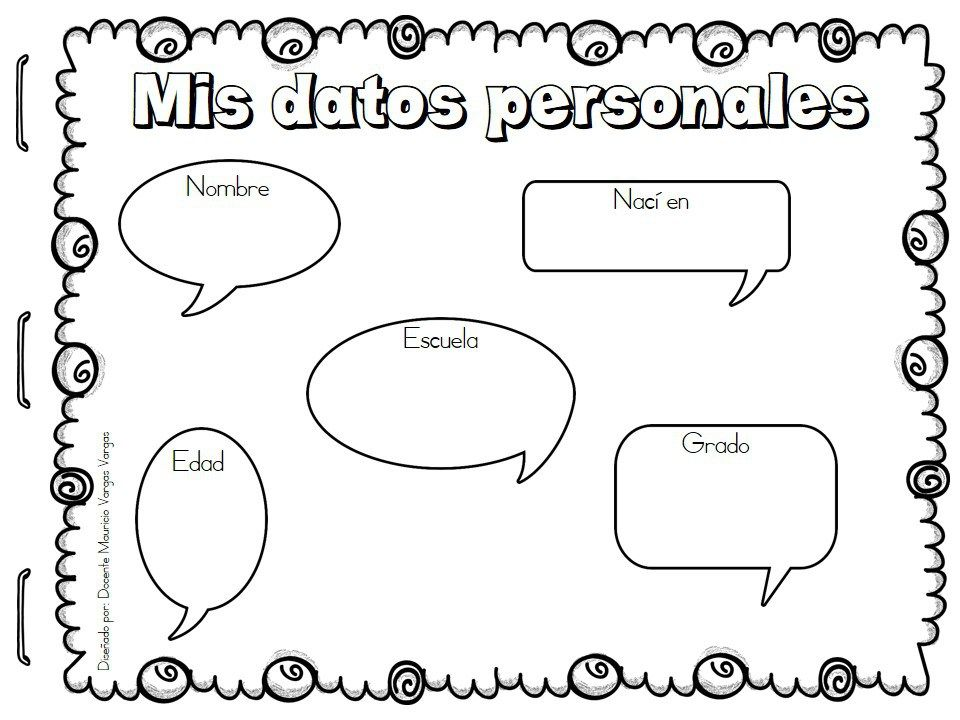 Mis datos personales
Nombre
Nací en
Escuela
Edad
Grado
Diseñado por: Docente Mauricio Vargas Vargas